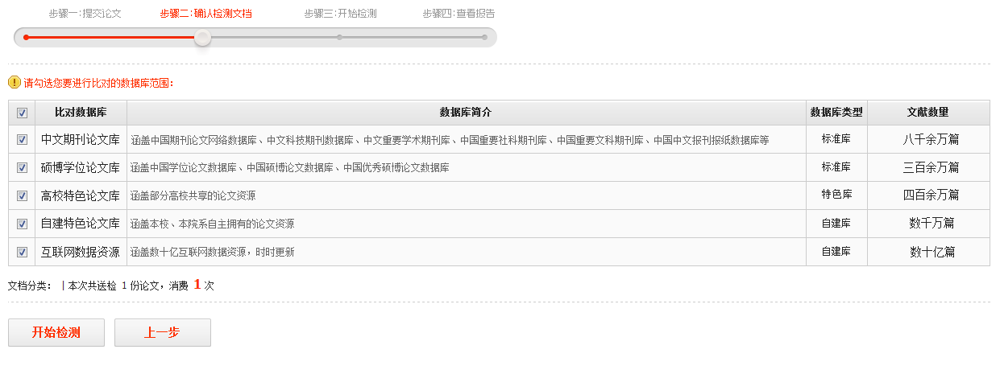 步骤一:提交论文 步骤二:确认检测文档 步骤三:开始检测 步骤四:查看报告
请勾选您要进行比对的数据库范围:
比对数据库 数据库简介 数据库类型 文献数量
中文期刊论文库 涵盖中国期刊论文网络数据库、中文科技期刊数据库、中文重要学术期刊库、中国重要社科期刊库、中国重要文科期刊库、中国中文报刊报纸数据库等 标准库 八千余万篇
硕博学位论文库 涵盖中国学位论文数据库、中国硕博论文数据库、中国优秀硕博论文数据库 标准库 三百余万篇
高校特色论文库 涵盖部分高校共享的论文资源 特色库 四百余万篇
自建特色论文库 涵盖本校、本院系自主拥有的论文资源 自建库 数千万篇
互联网数据资源 涵盖数十亿互联网数据资源，时时更新 自建库 数十亿篇
文档分类： | 本次共送检 1 份论文，消费 1 次
开始检测 上一步